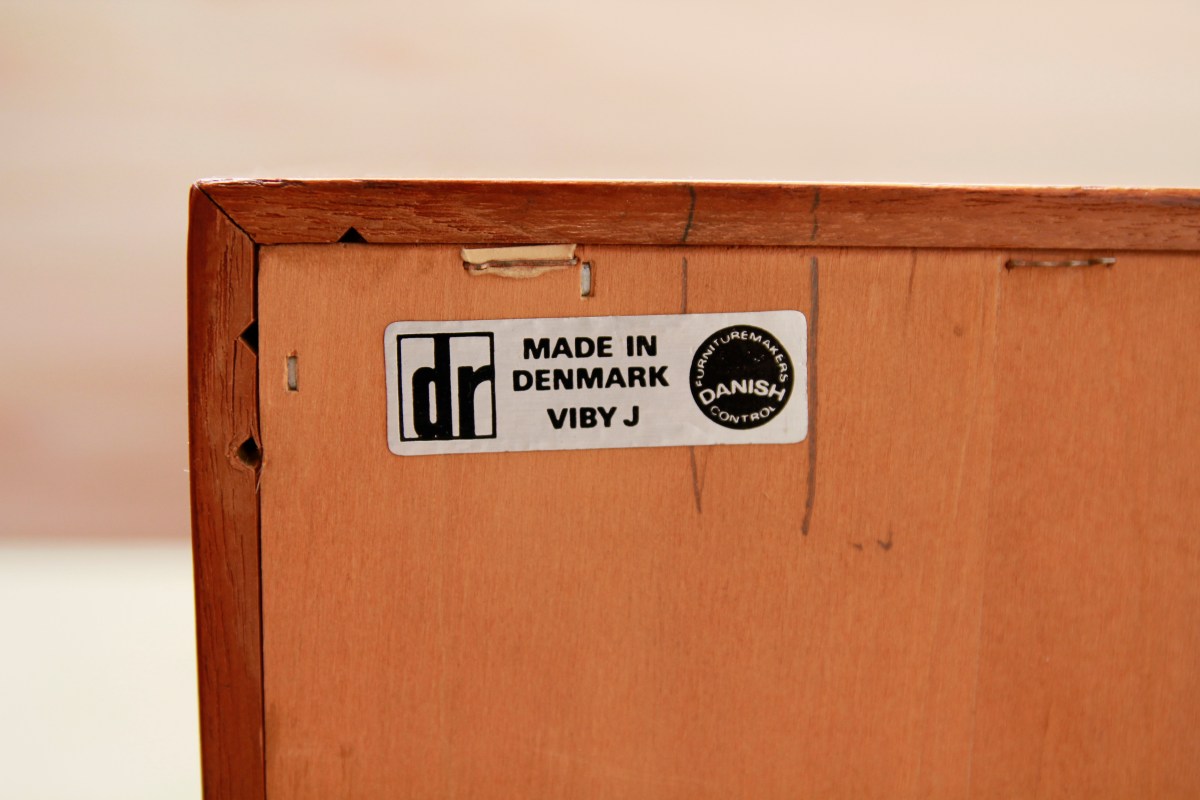 dr
MADE IN
DENMARK
VIBY J
FURNITUREMAKERS
DANISH
CONTROL